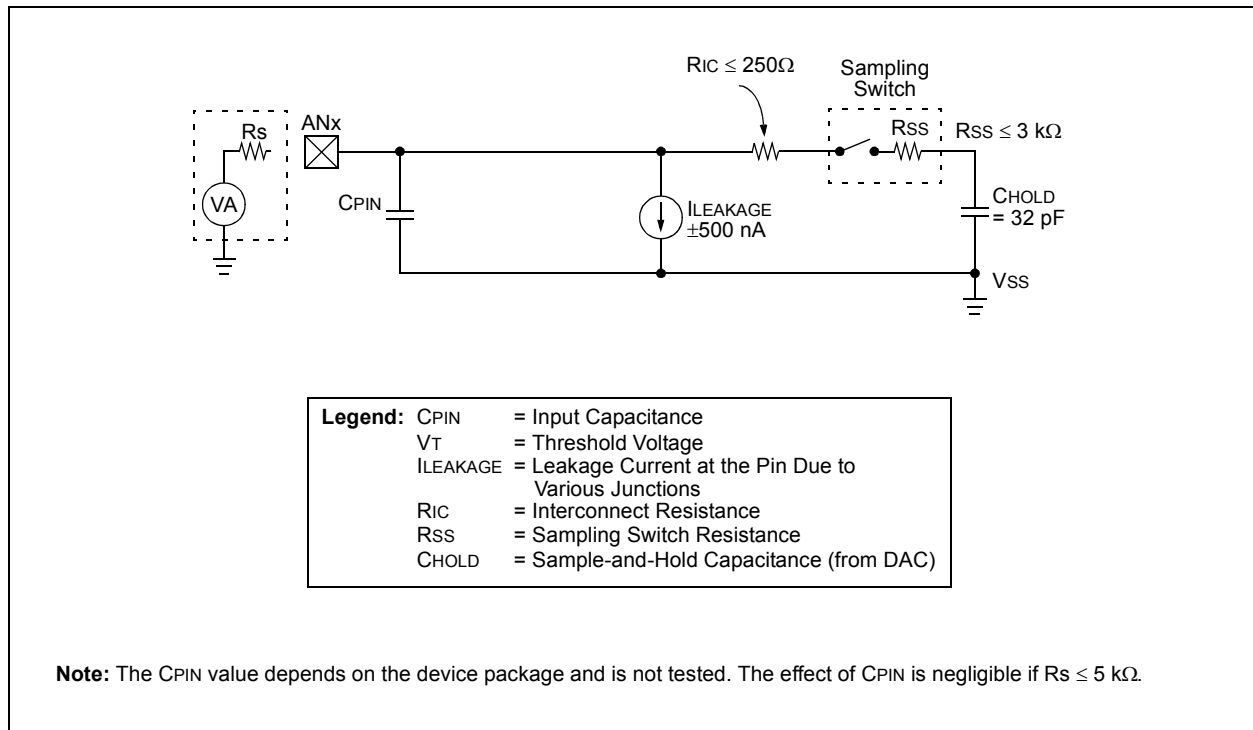 RIC ≤ 250Ω
Sampling
Switch
Rs
ANx
RSS
RSS ≤ 3 kΩ
VA
CPIN
ILEAKAGE
±500 nA
CHOLD
= 32 pF
VSS
Legend: CPIN = Input Capacitance
VT = Threshold Voltage
ILEAKAGE = Leakage Current at the Pin Due to
Various Junctions
RIC = Interconnect Resistance
RSS = Sampling Switch Resistance
CHOLD = Sample-and-Hold Capacitance (from DAC)
Note: The CPIN value depends on the device package and is not tested. The effect of CPIN is negligible if Rs ≤ 5 kΩ.